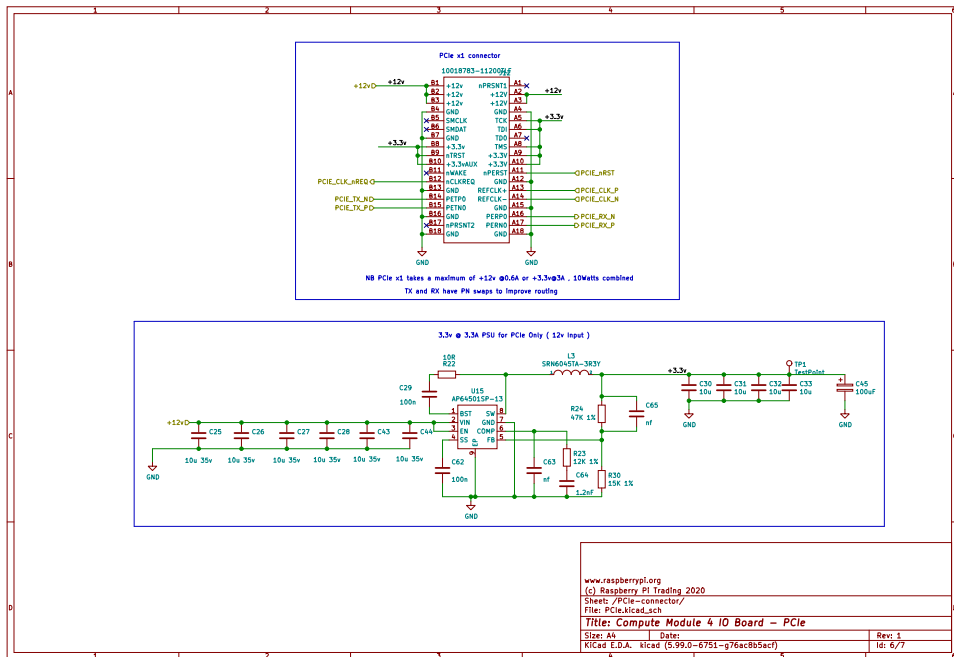 1 2 3 4 5
A
B
C
D
PCIe x1 connector
10018783-11200TLF
+12v +12v B1 +12v nPRSNT1 A1
B2 +12v +12V A2 +12v
B3 +12v +12V A3
B4 GND GND A4
B5 SMCLK TCK A5 +3.3v
B6 SMDAT TDI A6
B7 GND TDO A7
+3.3v B8 +3.3v TMS A8
B9 nTRST +3.3V A9
B10 +3.3vAUX +3.3V A10
B11 nWAKE nPERST A11 PCIE_nRST
PCIE_CLK_nREQ B12 nCLKREQ GND A12
B13 GND REFCLK+ A13 PCIE_CLK_P
PCIE_TX_N B14 PETP0 REFCLK- A14 PCIE_CLK_N
PCIE_TX_P B15 PETN0 GND A15
B16 GND PERP0 A16 PCIE_RX_N
B17 nPRSNT2 PERN0 A17 PCIE_RX_P
B18 GND GND A18
GND GND
NB PCIe x1 takes a maximum of +12v @0.6A or +3.3v@3A , 10Watts combined
TX and RX have PN swaps to improve routing
3.3v @ 3.3A PSU for PCIe Only ( 12v input )
10R
R22
L3
SRN6045TA-3R3Y
+3.3v
TP1
TestPoint
C29
100n
U15
AP64501SP-13
1 BST SW 8
2 VIN GND 7
3 EN COMP 6
4 SS FB 5
EP
9
C30
10u
C31
10u
C32
10u
C33
10u
C45
100uF
GND GND
R24
47K 1%
C65
nf
+12v
C25 C26 C27 C28 C43 C44
10u 35v 10u 35v 10u 35v 10u 35v 10u 35v 10u 35v
GND
C62
100n
C63
nf
R23
12K 1%
C64
1.2nF
R30
15K 1%
GND
www.raspberrypi.org
(c) Raspberry Pi Trading 2020
Sheet: /PCIe-connector/
File: PCIe.kicad_sch
Title: Compute Module 4 IO Board - PCIe
Size: A4 Date: Rev: 1
KiCad E.D.A. kicad (5.99.0-6751-g76ac8b5acf) Id: 6/7
1 2 3 4 5